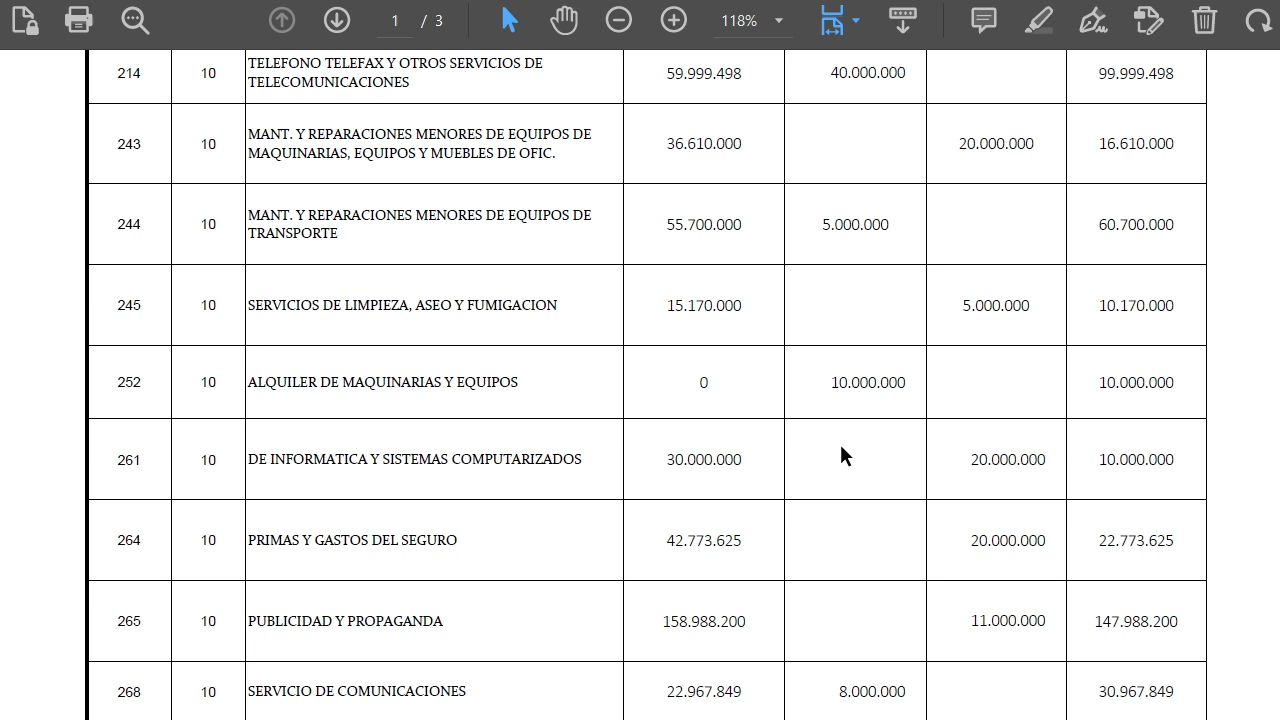 1 / 3 118%
214 10 TELEFONO TELEFAX Y OTROS SERVICIOS DE
TELECOMUNICACIONES 59.999.498 40.000.000 99.999.498
243 10 MANT. Y REPARACIONES MENORES DE EQUIPOS DE
MAQUINARIAS, EQUIPOS Y MUEBLES DE OFIC. 36.610.000 20.000.000 16.610.000
244 10 MANT. Y REPARACIONES MENORES DE EQUIPOS DE
TRANSPORTE 55.700.000 5.000.000 60.700.000
245 10 SERVICIOS DE LIMPIEZA, ASEO Y FUMIGACION 15.170.000 5.000.000 10.170.000
252 10 ALQUILER DE MAQUINARIAS Y EQUIPOS 0 10.000.000 10.000.000
261 10 DE INFORMATICA Y SISTEMAS COMPUTARIZADOS 30.000.000 20.000.000 10.000.000
264 10 PRIMAS Y GASTOS DEL SEGURO 42.773.625 20.000.000 22.773.625
265 10 PUBLICIDAD Y PROPAGANDA 158.988.200 11.000.000 147.988.200
268 10 SERVICIO DE COMUNICACIONES 22.967.849 8.000.000 30.967.849